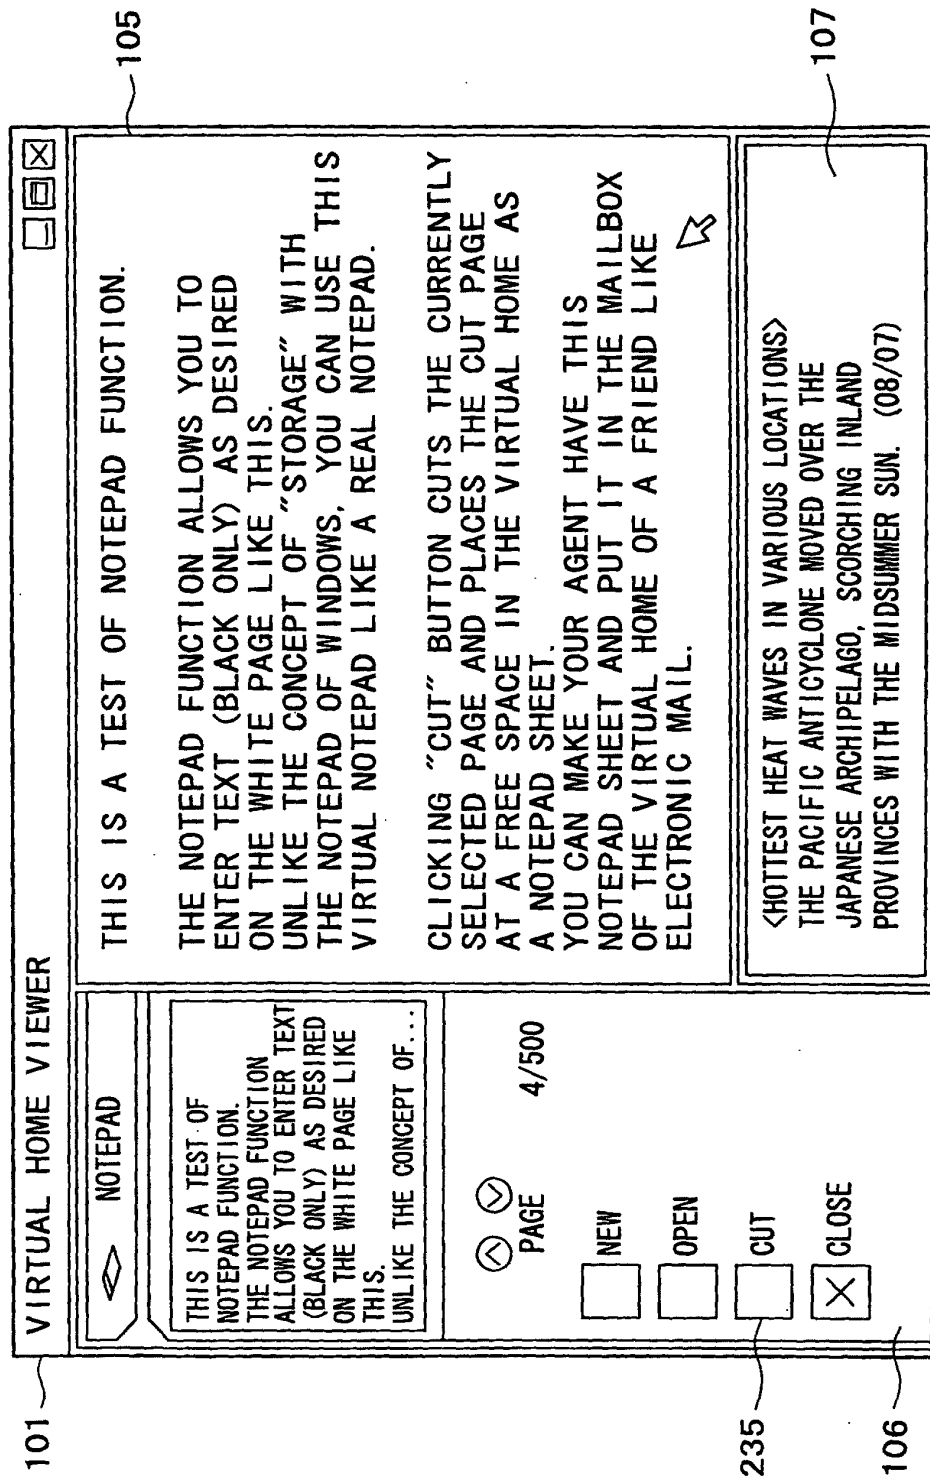 VIRTUAL HOME VIEWER
NOTEPAD
THIS IS A TEST OF
NOTEPAD FUNCTION.
THE NOTEPAD FUNCTION
ALLOWS YOU TO ENTER TEXT
(BLACK ONLY) AS DESIRED
ON THE WHITE PAGE LIKE
THIS.
UNLIKE THE CONCEPT OF...
PAGE 4/500
NEW
OPEN
CUT
CLOSE
THIS IS A TEST OF NOTEPAD FUNCTION.
THE NOTEPAD FUNCTION ALLOWS YOU TO
ENTER TEXT (BLACK ONLY) AS DESIRED
ON THE WHITE PAGE LIKE THIS.
UNLIKE THE CONCEPT OF "STORAGE" WITH
THE NOTEPAD OF WINDOWS, YOU CAN USE THIS
VIRTUAL NOTEPAD LIKE A REAL NOTEPAD.
CLICKING "CUT" BUTTON CUTS THE CURRENTLY
SELECTED PAGE AND PLACES THE CUT PAGE
AT A FREE SPACE IN THE VIRTUAL HOME AS
A NOTEPAD SHEET.
YOU CAN MAKE YOUR AGENT HAVE THIS
NOTEPAD SHEET AND PUT IT IN THE MAILBOX
OF THE VIRTUAL HOME OF A FRIEND LIKE
ELECTRONIC MAIL.
<HOTTEST HEAT WAVES IN VARIOUS LOCATIONS>
THE PACIFIC ANTICYCLONE MOVED OVER THE
JAPANESE ARCHIPELAGO, SCORCHING INLAND
PROVINCES WITH THE MIDSUMMER SUN. (08/07)
101
105
107
235
106